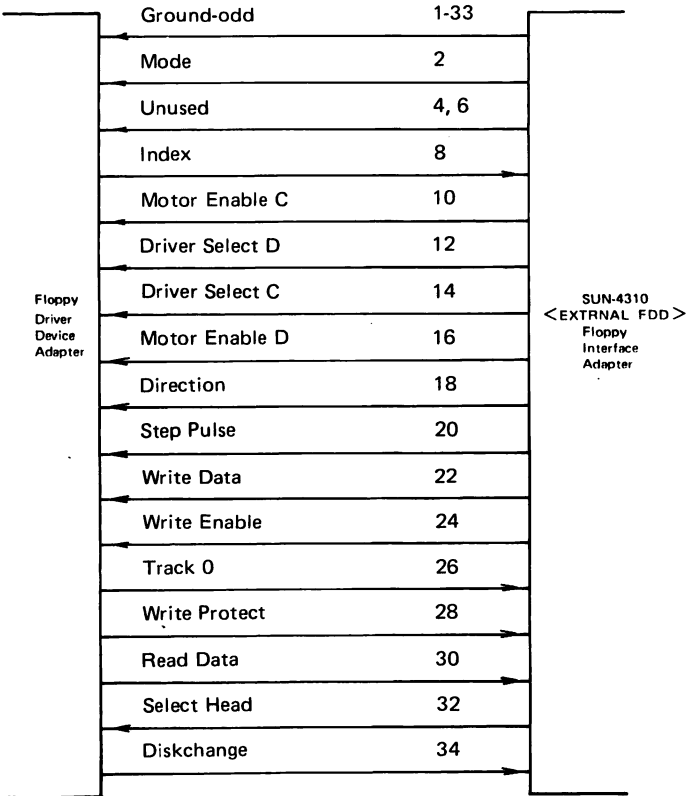 Ground-odd 1-33
Mode 2
Unused 4, 6
Index 8
Motor Enable C 10
Driver Select D 12
Driver Select C 14
Motor Enable D 16
Direction 18
Step Pulse 20
Write Data 22
Write Enable 24
Track 0 26
Write Protect 28
Read Data 30
Select Head 32
Diskchange 34
Floppy
Driver
Device
Adapter
SUN-4310
<EXTRNAL FDD>
Floppy
Interface
Adapter